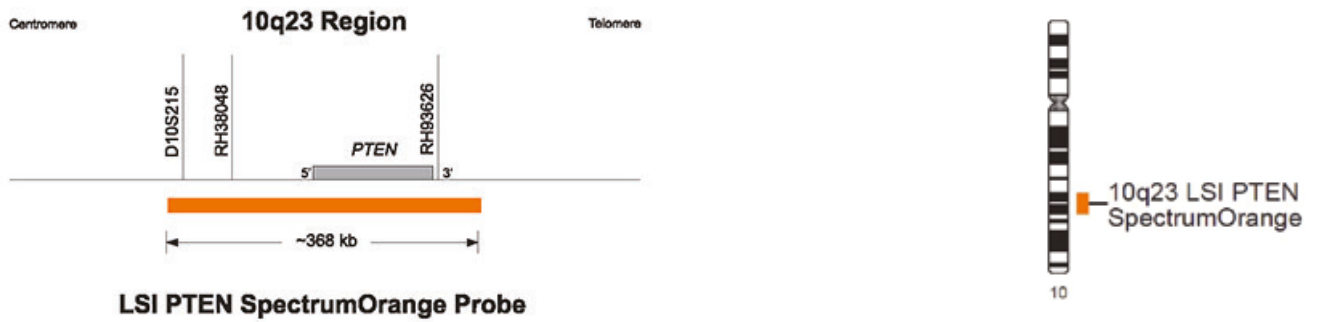 Centromere
10q23 Region
Telomere
D10S215
RH38048
PTEN
RH93626
5'
3'
~368 kb
LSI PTEN SpectrumOrange Probe
10q23 LSI PTEN
SpectrumOrange
10